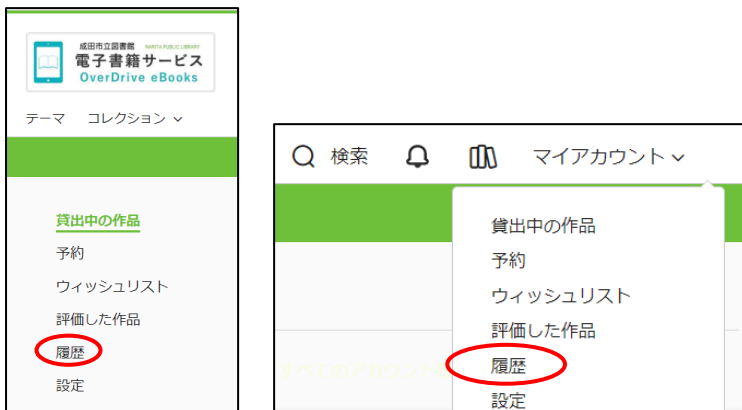 成田市立図書館 NARITA PUBLIC LIBRARY
電子書籍サービス
OverDrive eBooks
テーマ コレクション
貸出中の作品
予約
ウィッシュリスト
評価した作品
履歴
設定
検索 マイアカウント
貸出中の作品
予約
ウィッシュリスト
評価した作品
履歴
設定